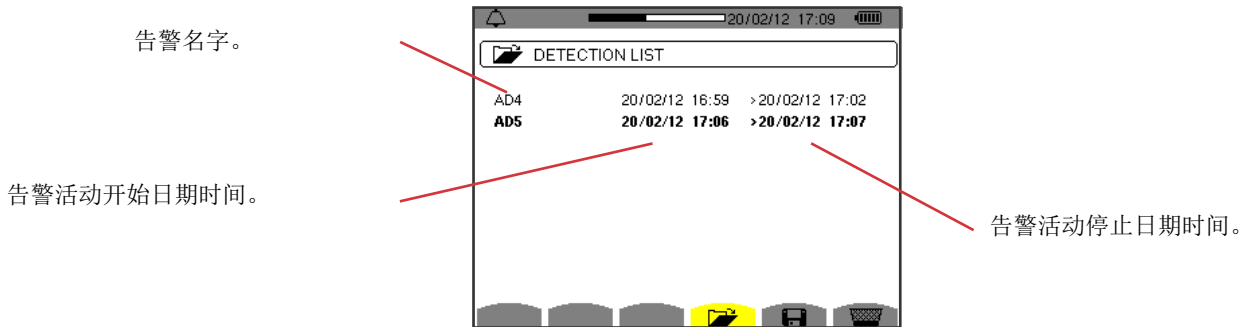 20/02/12 17:09
告警名字。
DETECTION LIST
AD4 20/02/12 16:59 >20/02/12 17:02
AD5 20/02/12 17:06 >20/02/12 17:07
告警活动开始日期时间。
告警活动停止日期时间。